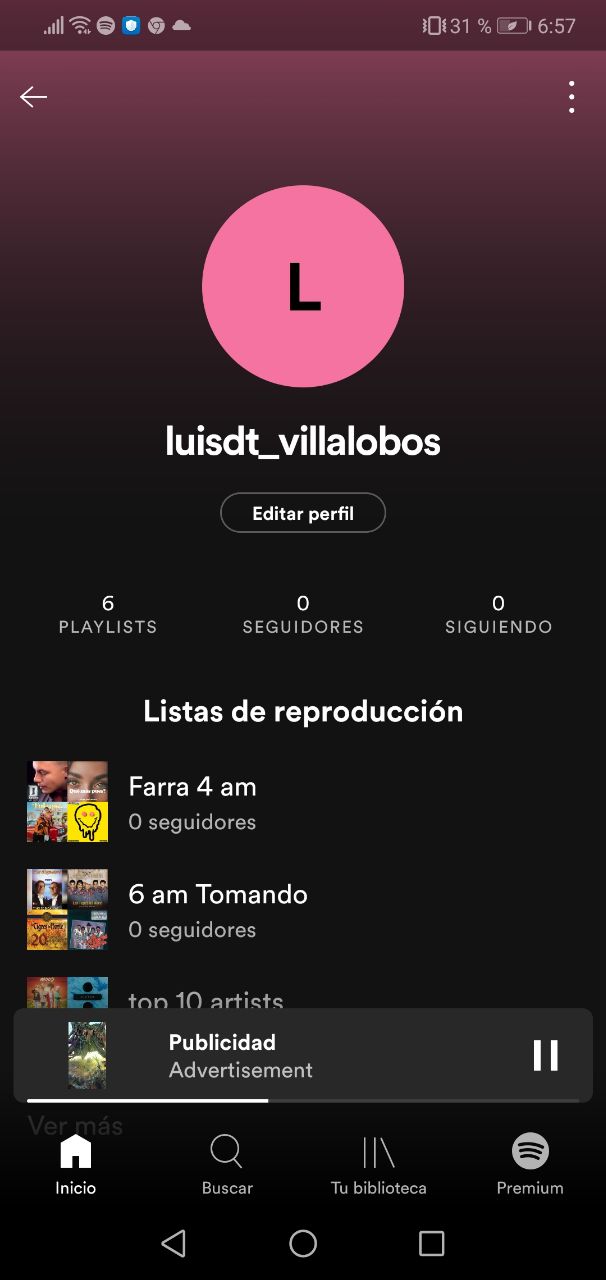 31 % 6:57
L
luisdt_villalobos
Editar perfil
6 0 0
PLAYLISTS SEGUIDORES SIGUIENDO
Listas de reproducción
Farra 4 am
0 seguidores
6 am Tomando
0 seguidores
top 10 artists
Publicidad
Advertisement
Ver más
Inicio Buscar Tu biblioteca Premium